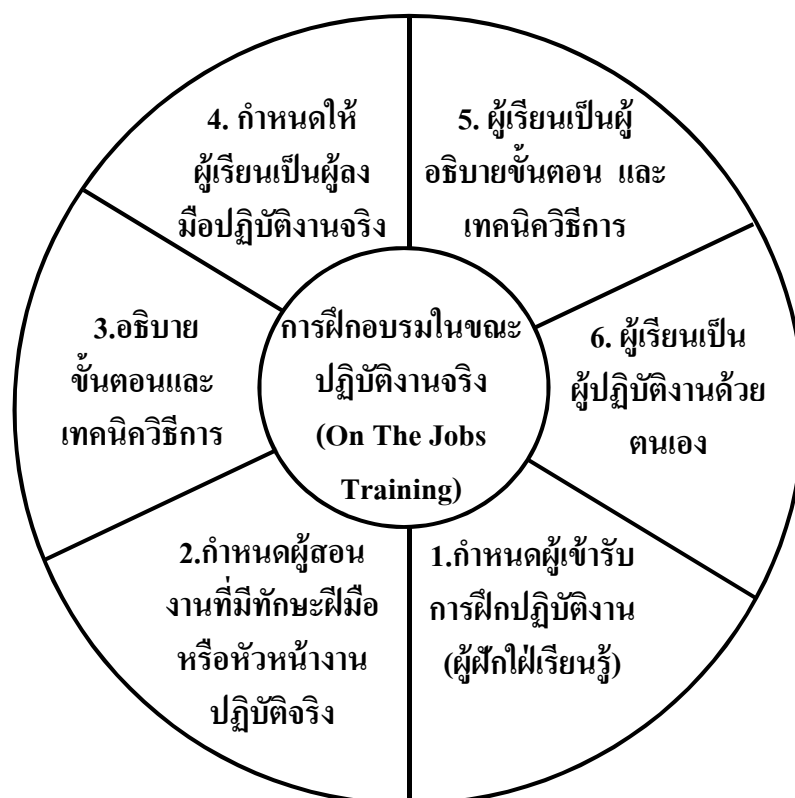 4. กำหนดให้
ผู้เรียนเป็นผู้ลง
มือปฏิบัติงานจริง
5. ผู้เรียนเป็นผู้
อธิบายขั้นตอน และ
เทคนิควิธีการ
3.อธิบาย
ขั้นตอนและ
เทคนิควิธีการ
การฝึกอบรมในขณะ
ปฏิบัติงานจริง
(On The Jobs
Training)
6. ผู้เรียนเป็น
ผู้ปฏิบัติงานด้วย
ตนเอง
2.กำหนดผู้สอน
งานที่มีทักษะฝีมือ
หรือหัวหน้างาน
ปฏิบัติจริง
1.กำหนดผู้เข้ารับ
การฝึกปฏิบัติงาน
(ผู้ฝักใฝ่เรียนรู้)